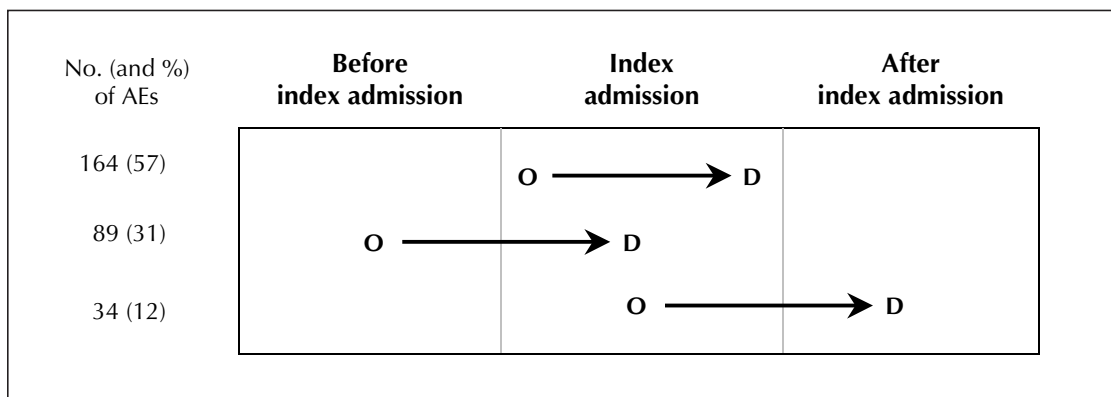 No. (and %)
of AEs
Before
index admission
Index
admission
After
index admission
164 (57)
O D
89 (31)
O D
34 (12)
O D